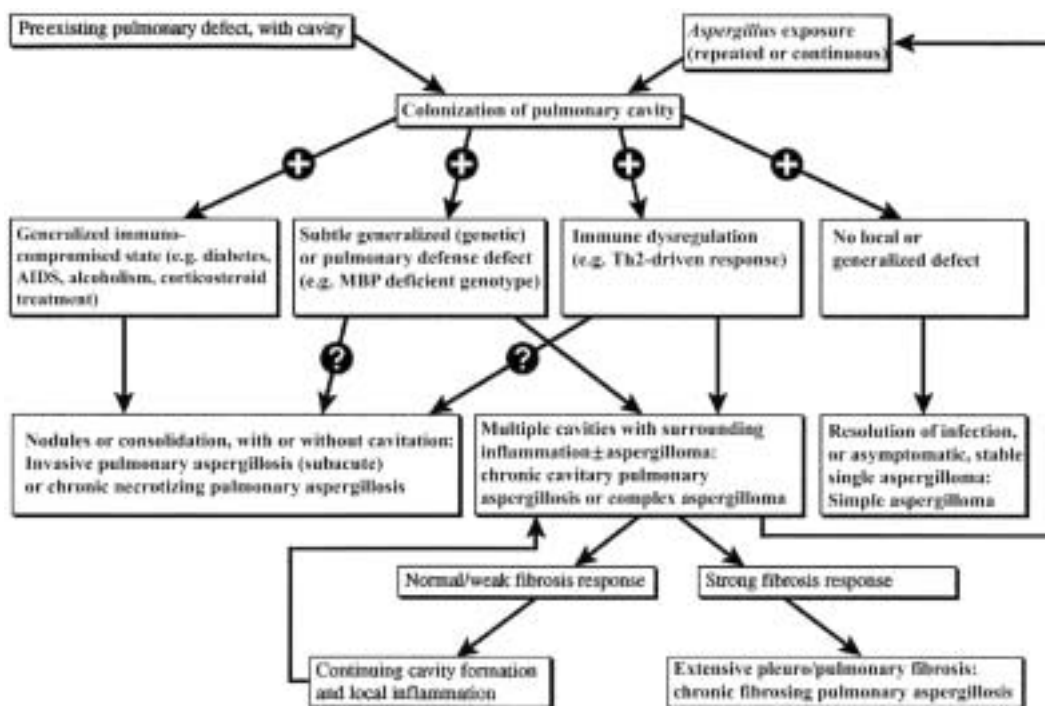 Preexisting pulmonary defect, with cavity
Aspergillus exposure
(repeated or continuous)
Colonization of pulmonary cavity
+
+
+
+
Generalized immuno-
compromised state (e.g. diabetes,
AIDS, alcoholism, corticosteroid
treatment)
Subtle generalized (genetic)
or pulmonary defense defect
(e.g. MBP deficient genotype)
Immune dysregulation
(e.g. Th2-driven response)
No local or
generalized defect
?
?
Nodules or consolidation, with or without cavitation:
Invasive pulmonary aspergillosis (subacute)
or chronic necrotizing pulmonary aspergillosis
Multiple cavities with surrounding
inflammation±aspergilloma:
chronic cavitary pulmonary
aspergillosis or complex aspergilloma
Resolution of infection,
or asymptomatic, stable
single aspergilloma:
Simple aspergilloma
Normal/weak fibrosis response
Strong fibrosis response
Continuing cavity formation
and local inflammation
Extensive pleuro/pulmonary fibrosis:
chronic fibrosing pulmonary aspergillosis